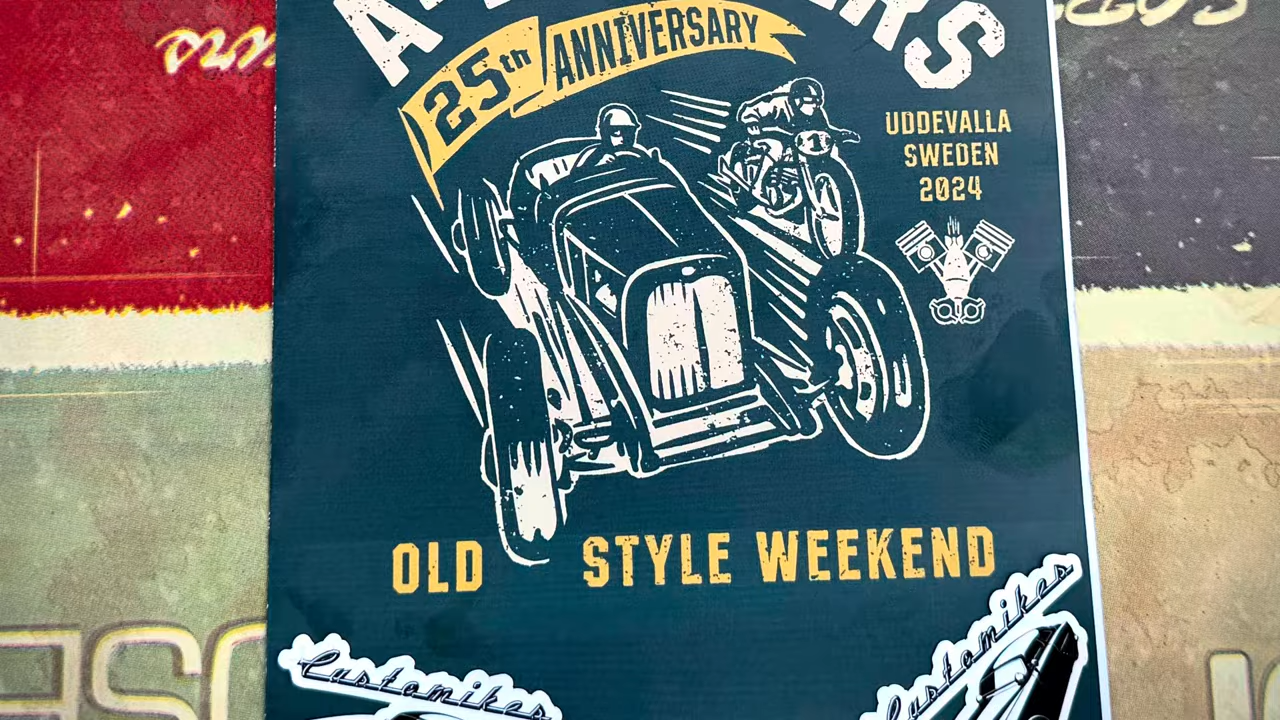 25th ANNIVERSARY
UDDEVALLA
SWEDEN
2024
OLD STYLE WEEKEND
Customikes
Customikes